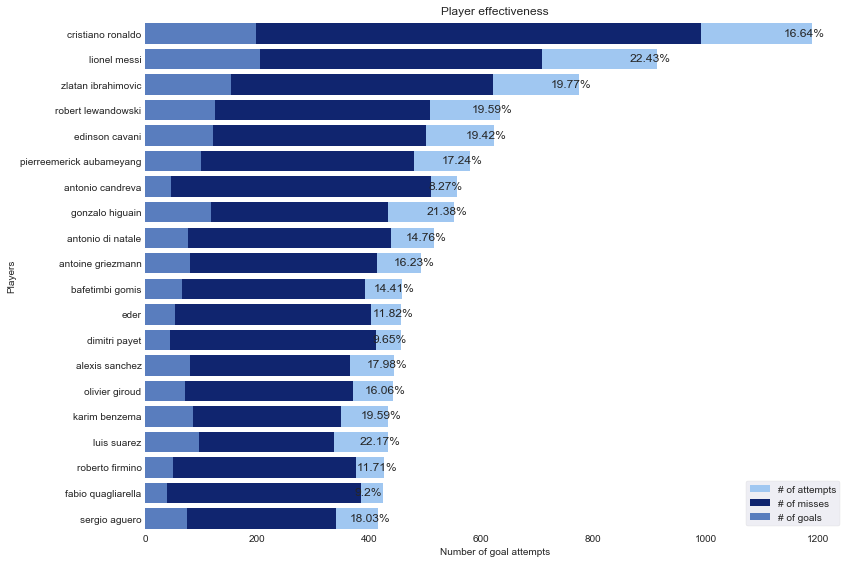 Player effectiveness
cristiano ronaldo 16.64%
lionel messi 22.43%
zlatan ibrahimovic 19.77%
robert lewandowski 19.59%
edinson cavani 19.42%
pierreemerick aubameyang 17.24%
antonio candreva 8.27%
gonzalo higuain 21.38%
antonio di natale 14.76%
antoine griezmann 16.23%
bafetimbi gomis 14.41%
eder 11.82%
dimitri payet 9.65%
alexis sanchez 17.98%
olivier giroud 16.06%
karim benzema 19.59%
luis suarez 22.17%
roberto firmino 11.71%
fabio quagliarella
sergio aguero 18.03%
Players
# of attempts
# of misses
# of goals
0 200 400 600 800 1000 1200
Number of goal attempts